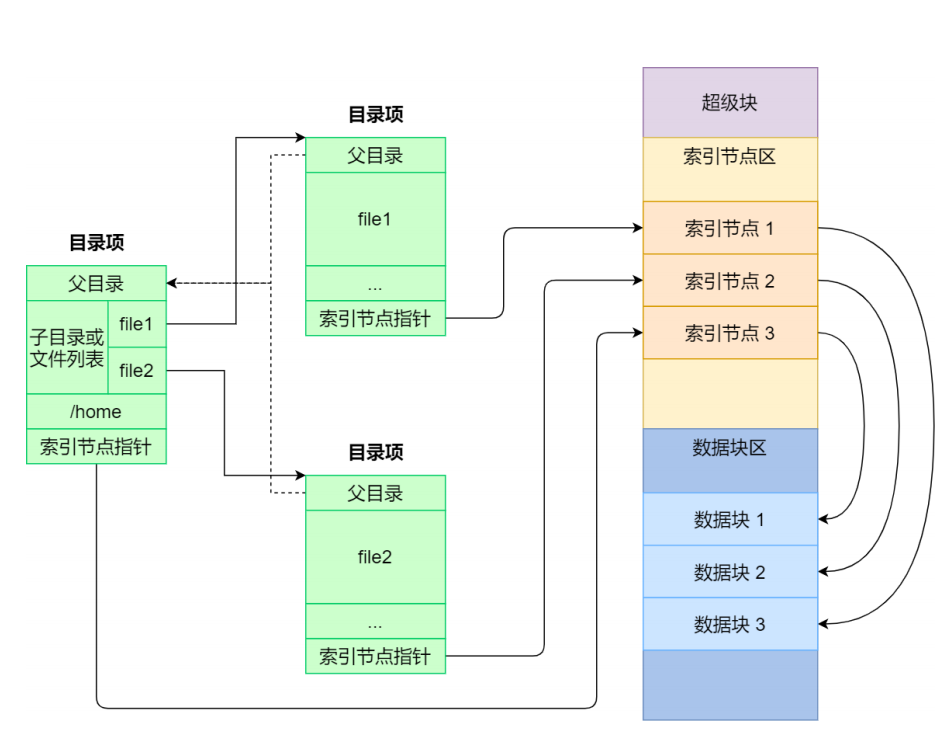 目录项
父目录
子目录或
文件列表
file1
file2
/home
索引节点指针
目录项
父目录
file1
...
索引节点指针
目录项
父目录
file2
...
索引节点指针
超级块
索引节点区
索引节点 1
索引节点 2
索引节点 3
数据块区
数据块 1
数据块 2
数据块 3